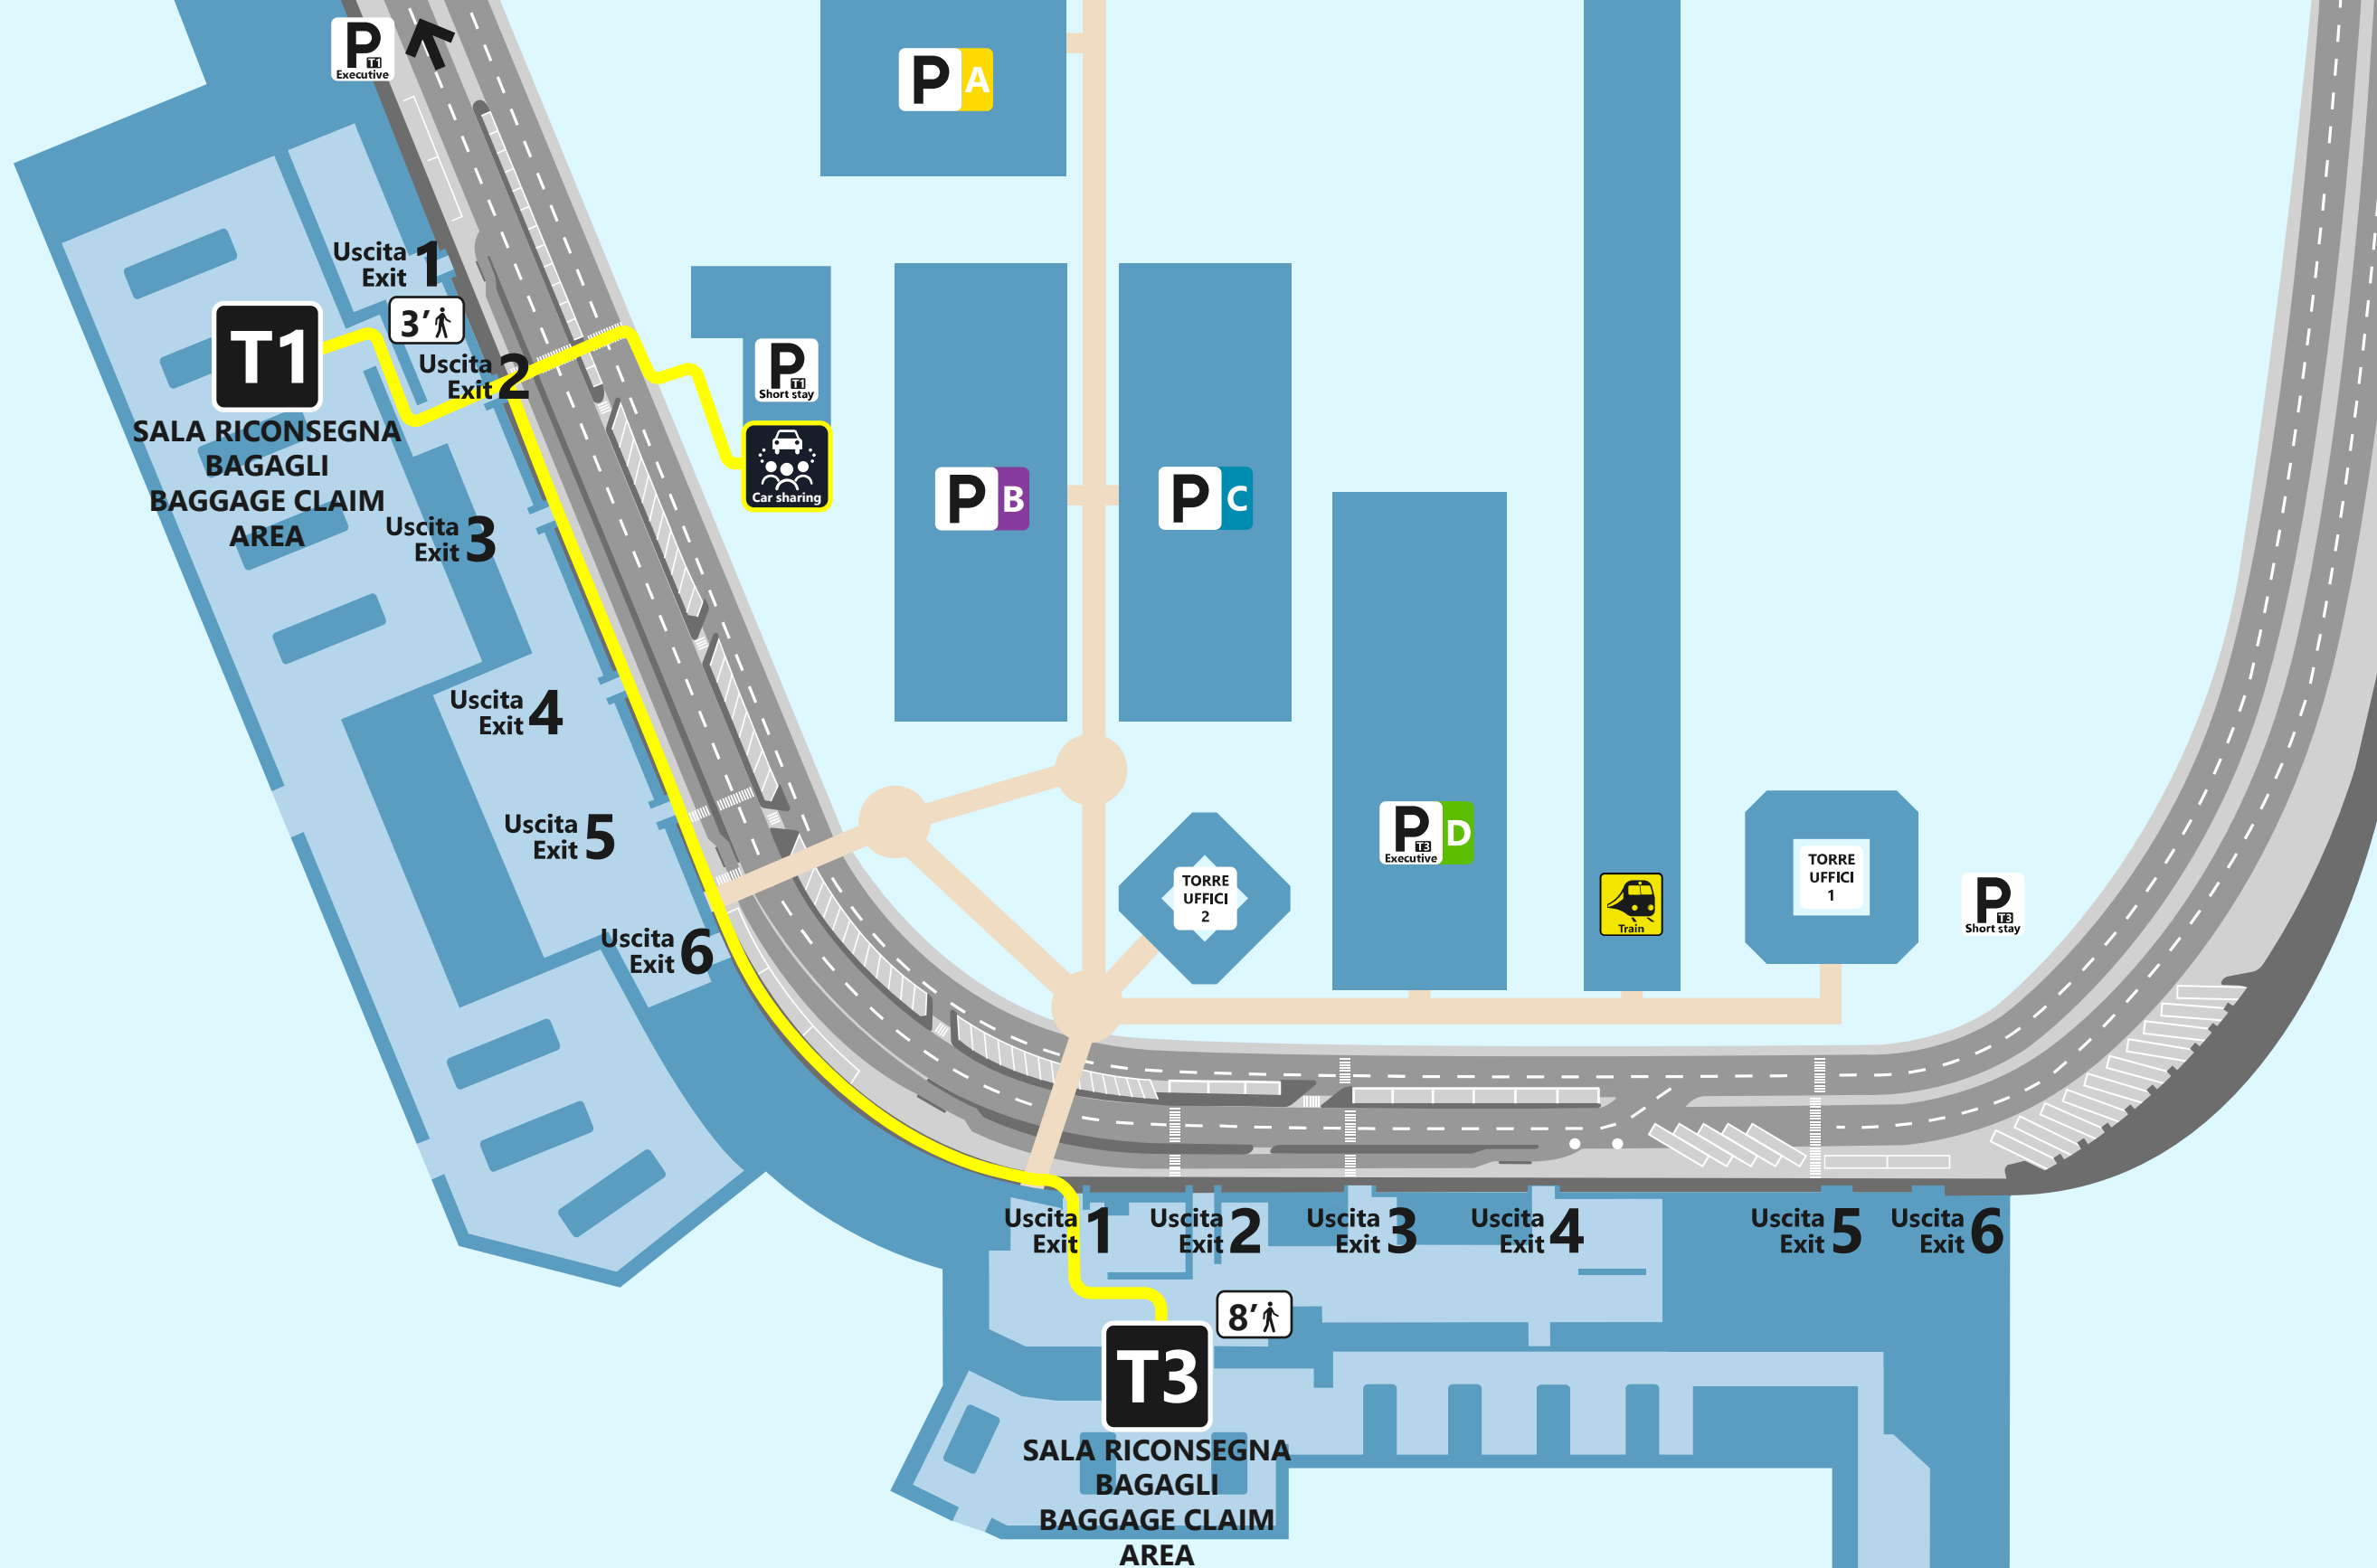 P
T1
Executive
P A
Uscita
Exit 1
T1
3’
Uscita
Exit 2
P
T1
Short stay
SALA RICONSEGNA
BAGAGLI
BAGGAGE CLAIM
AREA
Car sharing
P B
P C
Uscita
Exit 3
Uscita
Exit 4
Uscita
Exit 5
Uscita
Exit 6
TORRE
UFFICI
2
P D
T3
Executive
Train
TORRE
UFFICI
1
P
T3
Short stay
Uscita
Exit 1
Uscita
Exit 2
Uscita
Exit 3
Uscita
Exit 4
Uscita
Exit 5
Uscita
Exit 6
8’
T3
SALA RICONSEGNA
BAGAGLI
BAGGAGE CLAIM
AREA